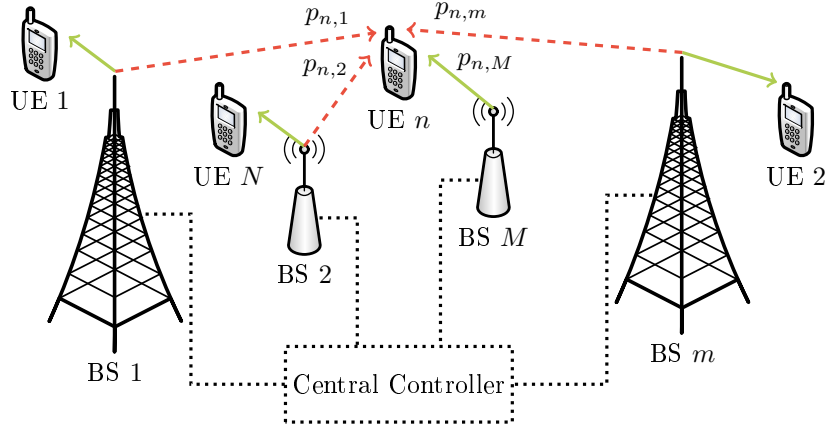 p_{n,1}
p_{n,m}
p_{n,2}
p_{n,M}
UE 1
UE n
UE N
UE 2
BS M
BS 2
BS m
BS 1
Central Controller